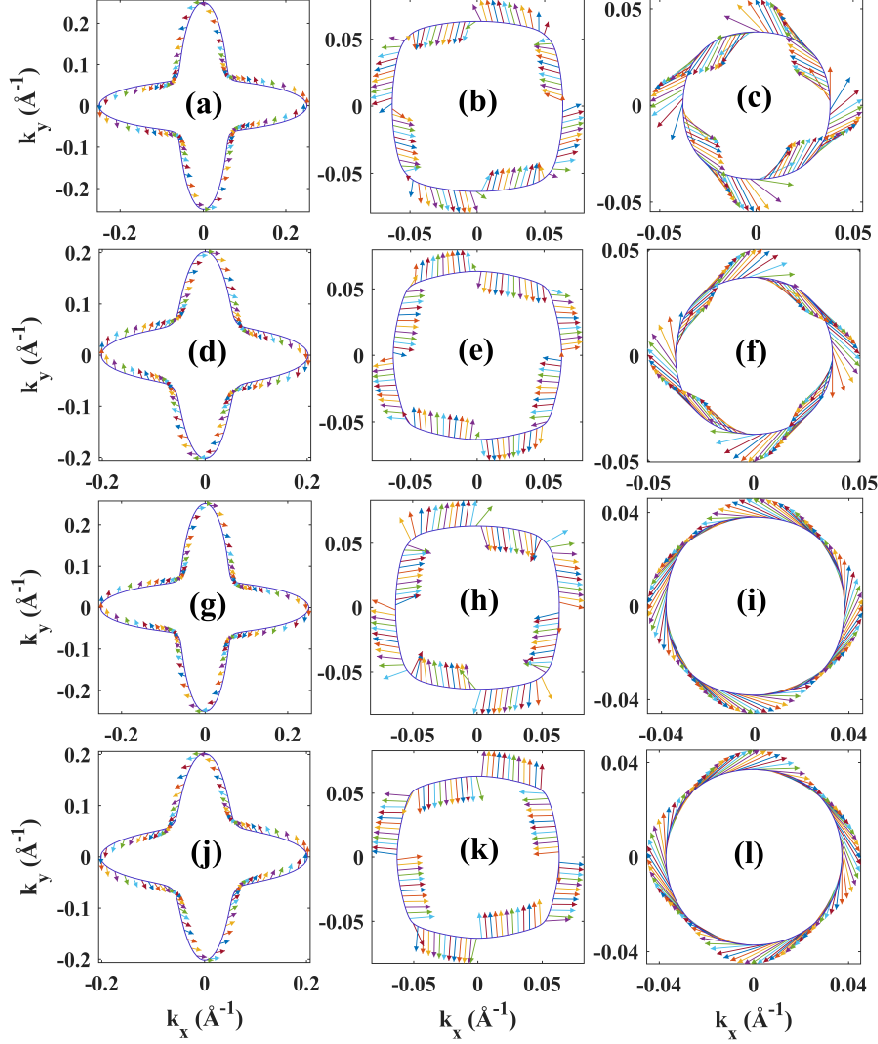 0.2
0.1
0
-0.1
-0.2
k_y (Å^-1)
(a)
-0.2 0 0.2
0.05
0
-0.05
(b)
-0.05 0 0.05
0.05
0
-0.05
(c)
-0.05 0 0.05
0.2
0.1
0
-0.1
-0.2
k_y (Å^-1)
(d)
-0.2 0 0.2
0.05
0
-0.05
(e)
-0.05 0 0.05
0.05
0
-0.05
(f)
-0.05 0 0.05
0.2
0.1
0
-0.1
-0.2
k_y (Å^-1)
(g)
-0.2 0 0.2
0.05
0
-0.05
(h)
-0.05 0 0.05
0.04
0
-0.04
(i)
-0.04 0 0.04
0.2
0.1
0
-0.1
-0.2
k_y (Å^-1)
(j)
-0.2 0 0.2
k_x (Å^-1)
0.05
0
-0.05
(k)
-0.05 0 0.05
k_x (Å^-1)
0.04
0
-0.04
(l)
-0.04 0 0.04
k_x (Å^-1)